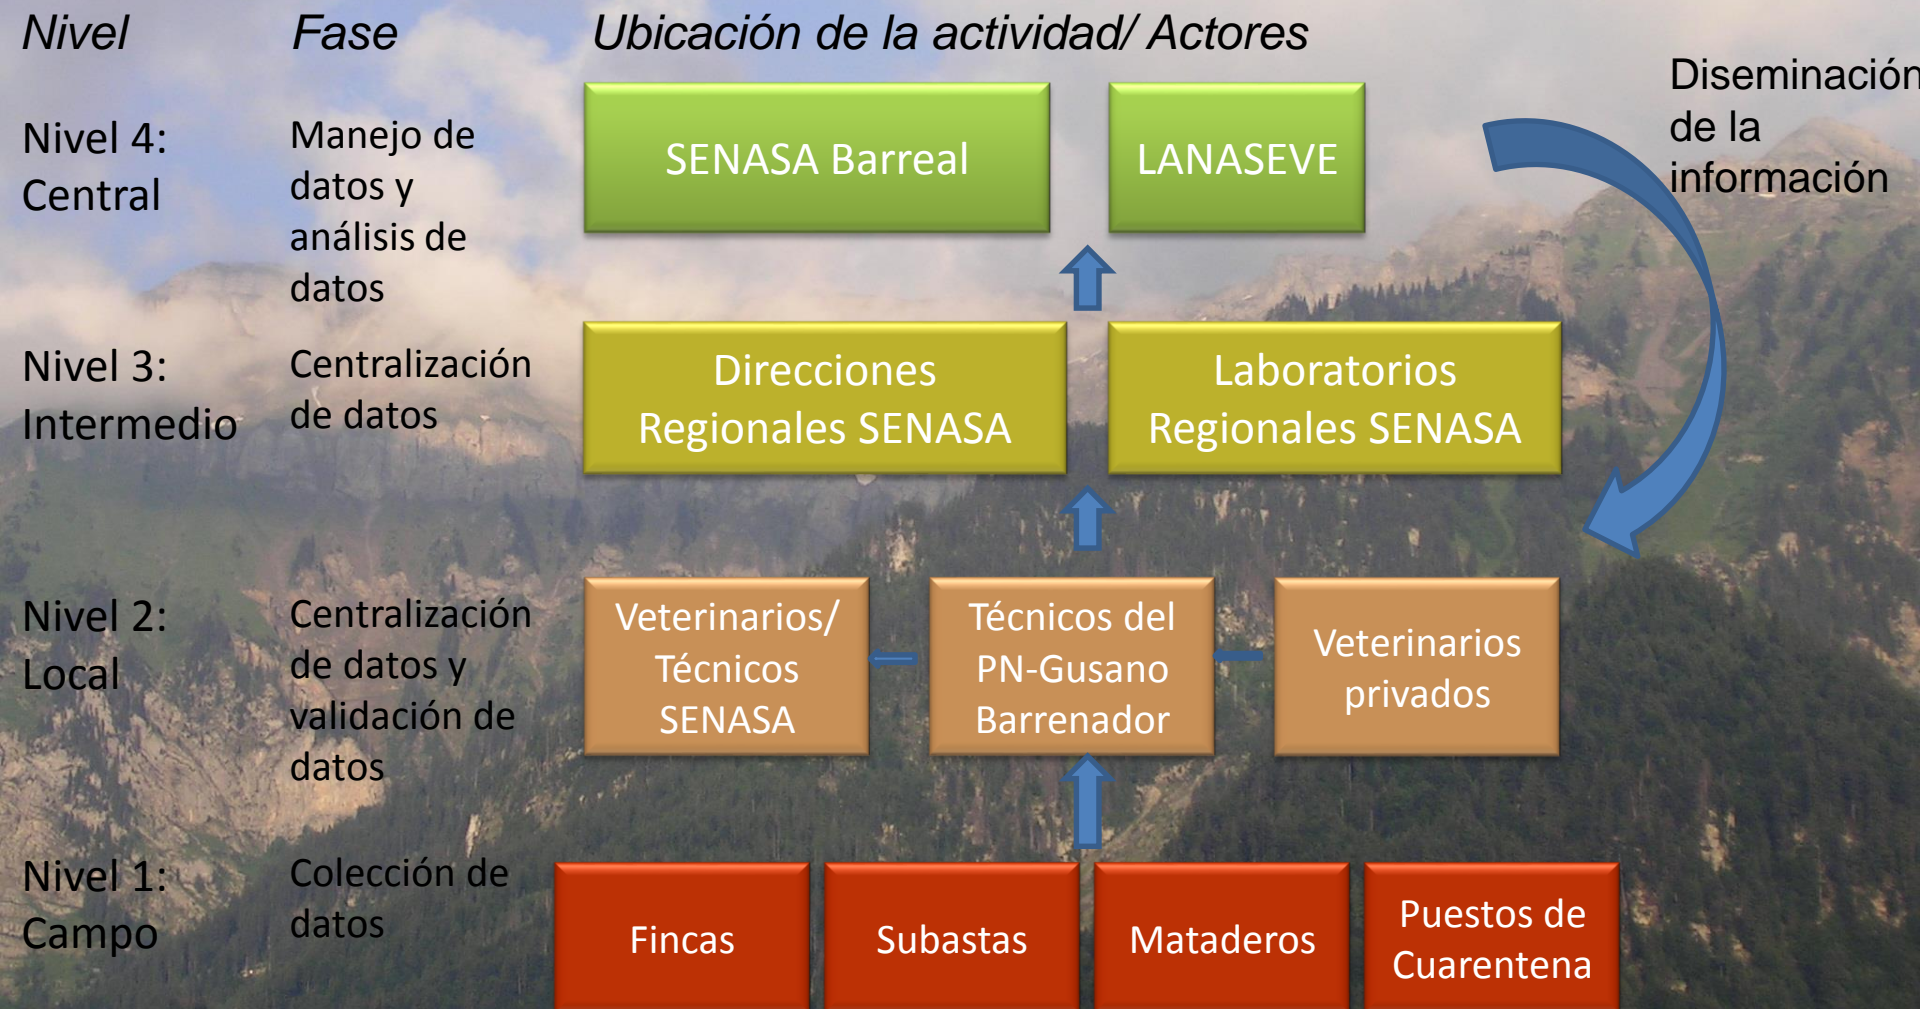 Nivel
Fase
Ubicación de la actividad/ Actores
Diseminación
de la
información
Nivel 4:
Central
Manejo de
datos y
análisis de
datos
SENASA Barreal
LANASEVE
Nivel 3:
Intermedio
Centralización
de datos
Direcciones
Regionales SENASA
Laboratorios
Regionales SENASA
Nivel 2:
Local
Centralización
de datos y
validación de
datos
Veterinarios/
Técnicos
SENASA
Técnicos del
PN-Gusano
Barrenador
Veterinarios
privados
Nivel 1:
Campo
Colección de
datos
Fincas
Subastas
Mataderos
Puestos de
Cuarentena